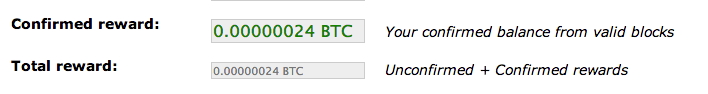 Confirmed reward: 0.00000024 BTC Your confirmed balance from valid blocks
Total reward: 0.00000024 BTC Unconfirmed + Confirmed rewards